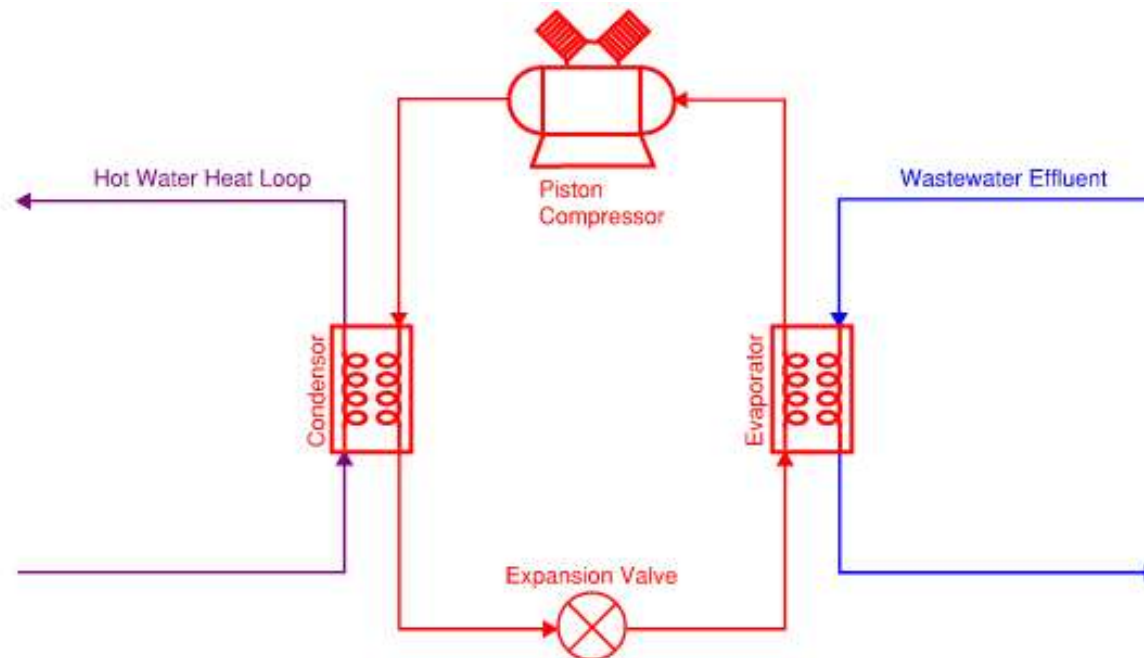 Hot Water Heat Loop
Piston
Compressor
Wastewater Effluent
Condensor
Evaporator
Expansion Valve